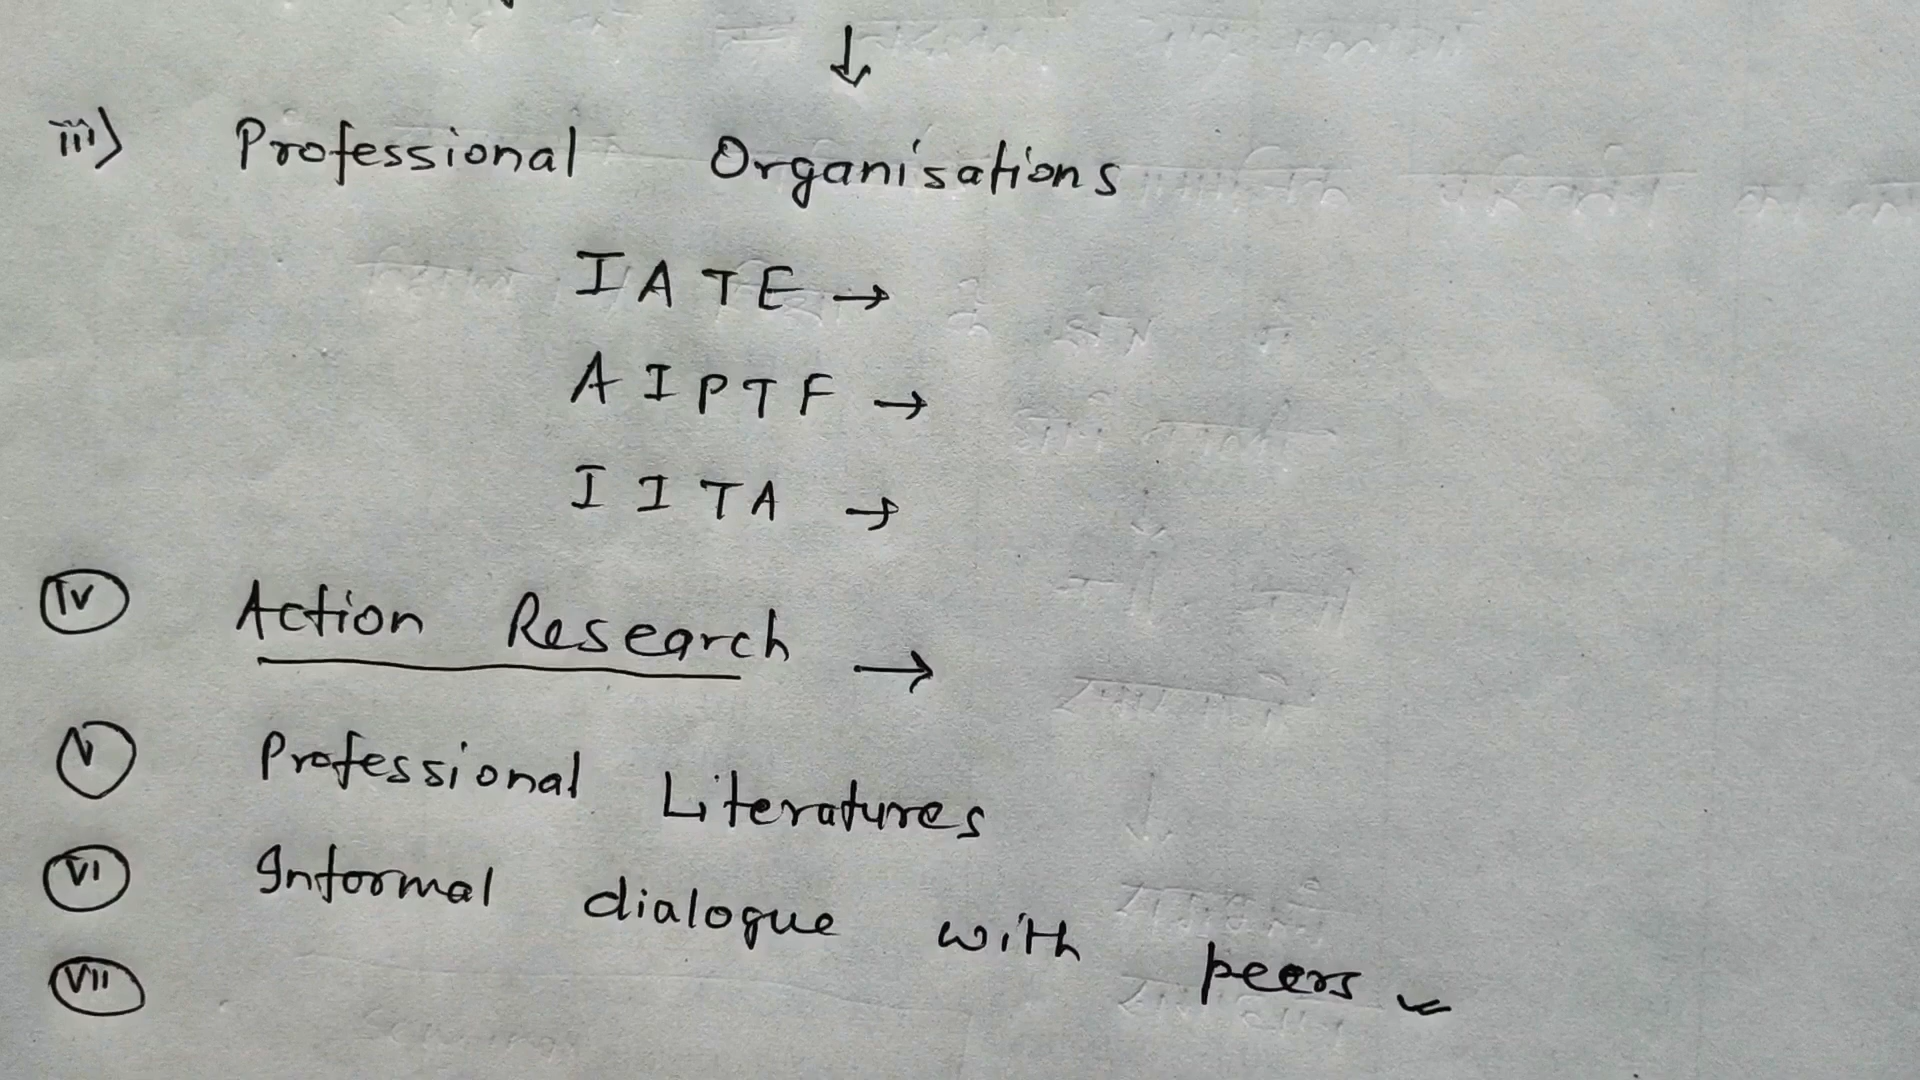 ↓
iii) Professional Organisations
IATE →
AIPTF →
IITA →
iv Action Research →
v Professional Literatures
vi Informal dialogue with peers
vii